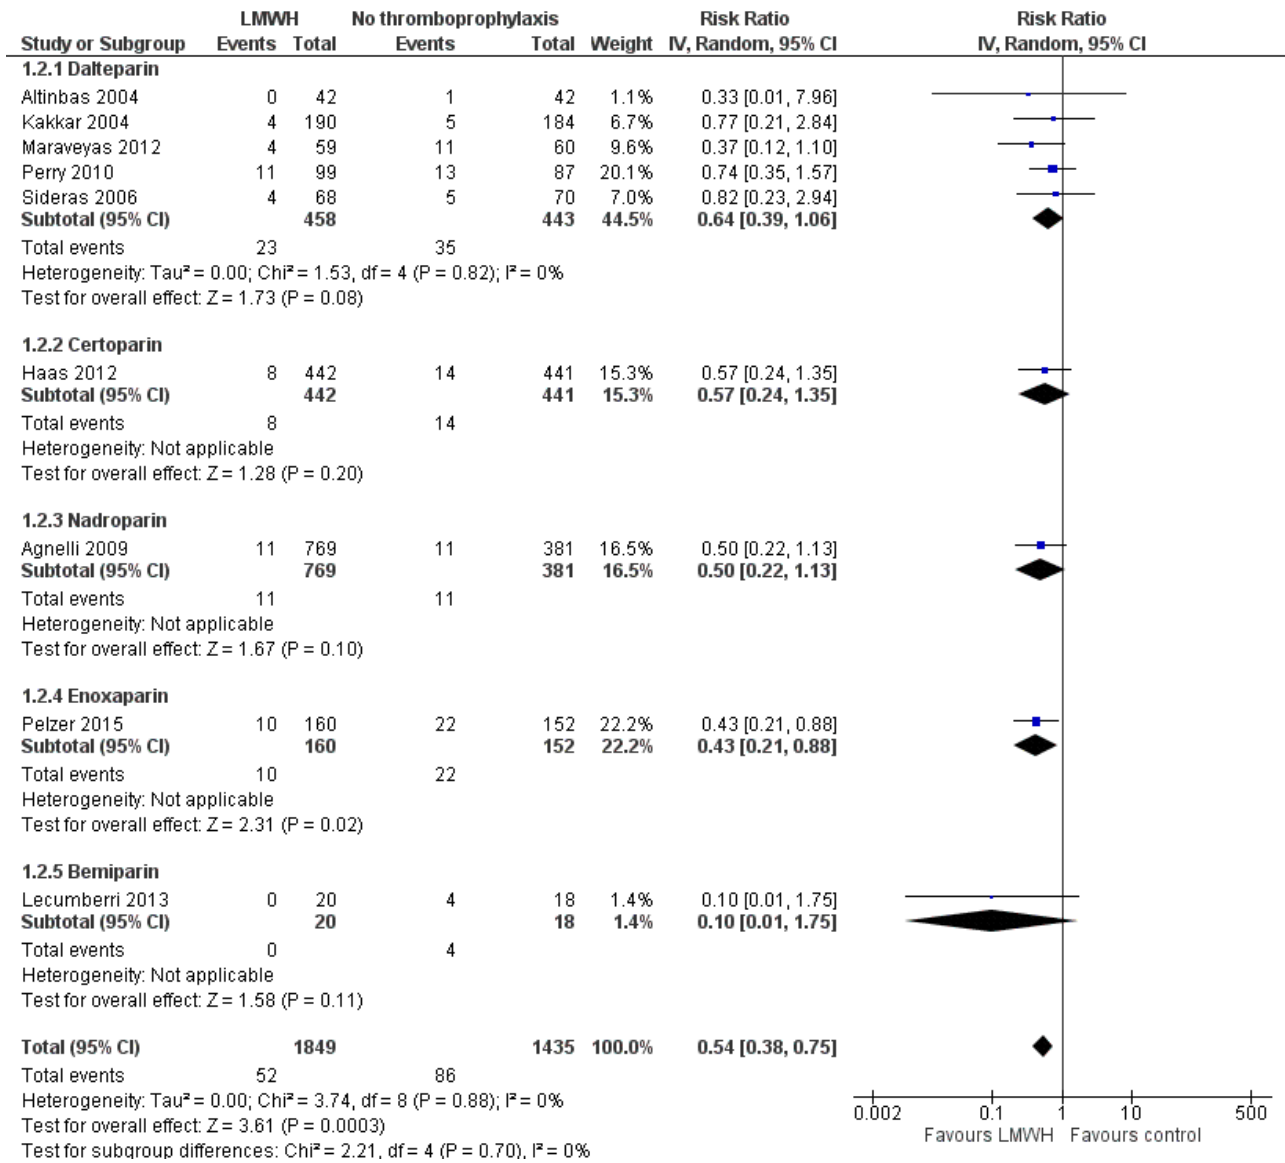 LMWH No thromboprophylaxis Risk Ratio Risk Ratio
Study or Subgroup Events Total Events Total Weight IV, Random, 95% CI IV, Random, 95% CI
1.2.1 Dalteparin
Altinbas 2004 0 42 1 42 1.1% 0.33 [0.01, 7.96]
Kakkar 2004 4 190 5 184 6.7% 0.77 [0.21, 2.84]
Maraveyas 2012 4 59 11 60 9.6% 0.37 [0.12, 1.10]
Perry 2010 11 99 13 87 20.1% 0.74 [0.35, 1.57]
Sideras 2006 4 68 5 70 7.0% 0.82 [0.23, 2.94]
Subtotal (95% CI) 458 443 44.5% 0.64 [0.39, 1.06]
Total events 23 35
Heterogeneity: Tau² = 0.00; Chi² = 1.53, df = 4 (P = 0.82); I² = 0%
Test for overall effect: Z = 1.73 (P = 0.08)
1.2.2 Certoparin
Haas 2012 8 442 14 441 15.3% 0.57 [0.24, 1.35]
Subtotal (95% CI) 442 441 15.3% 0.57 [0.24, 1.35]
Total events 8 14
Heterogeneity: Not applicable
Test for overall effect: Z = 1.28 (P = 0.20)
1.2.3 Nadroparin
Agnelli 2009 11 769 11 381 16.5% 0.50 [0.22, 1.13]
Subtotal (95% CI) 769 381 16.5% 0.50 [0.22, 1.13]
Total events 11 11
Heterogeneity: Not applicable
Test for overall effect: Z = 1.67 (P = 0.10)
1.2.4 Enoxaparin
Pelzer 2015 10 160 22 152 22.2% 0.43 [0.21, 0.88]
Subtotal (95% CI) 160 152 22.2% 0.43 [0.21, 0.88]
Total events 10 22
Heterogeneity: Not applicable
Test for overall effect: Z = 2.31 (P = 0.02)
1.2.5 Bemiparin
Lecumberri 2013 0 20 4 18 1.4% 0.10 [0.01, 1.75]
Subtotal (95% CI) 20 18 1.4% 0.10 [0.01, 1.75]
Total events 0 4
Heterogeneity: Not applicable
Test for overall effect: Z = 1.58 (P = 0.11)
Total (95% CI) 1849 1435 100.0% 0.54 [0.38, 0.75]
Total events 52 86
Heterogeneity: Tau² = 0.00; Chi² = 3.74, df = 8 (P = 0.88); I² = 0%
Test for overall effect: Z = 3.61 (P = 0.0003)
Test for subgroup differences: Chi² = 2.21, df = 4 (P = 0.70), I² = 0%
0.002 0.1 1 10 500
Favours LMWH Favours control